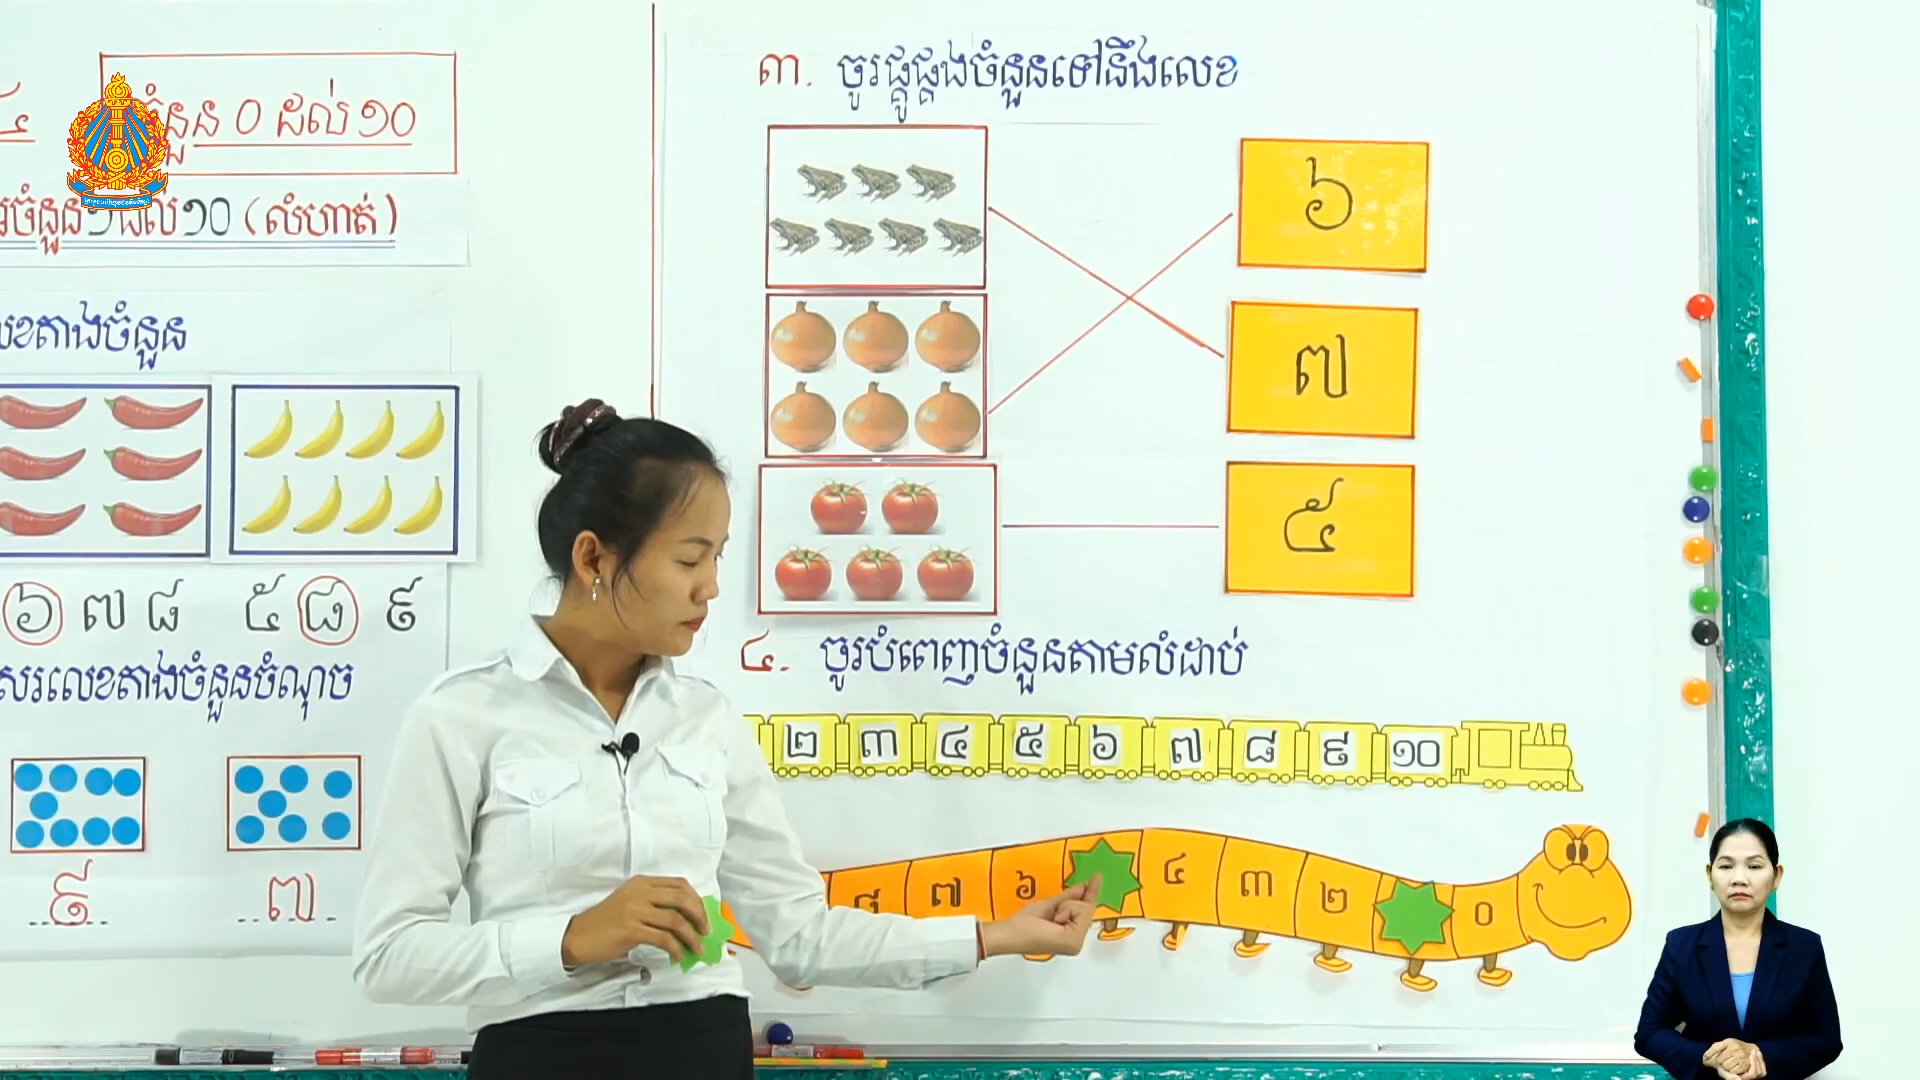 ៤
ចំនួន ០ ដល់ ១០
ចំនួន១ដល់១០ (លំហាត់)
លេខតាងចំនួន
៦ ៧ ៨
៥ ៨ ៩
សរសេរលេខតាងចំនួនចំណុច
៩
៧
៣. ចូរផ្គូផ្គងចំនួនទៅនឹងលេខ
៦
៧
៥
៤. ចូរបំពេញចំនួនតាមលំដាប់
២ ៣ ៤ ៥ ៦ ៧ ៨ ៩ ១០
៨ ៧ ៦ ៤ ៣ ២ ០